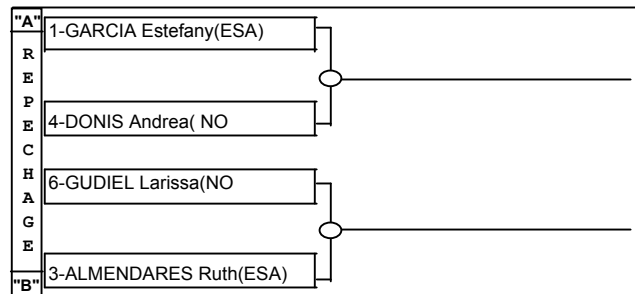 "A"
1-GARCIA Estefany(ESA)
R
E
P
E
C
H
A
G
E
4-DONIS Andrea( NO
6-GUDIEL Larissa(NO
3-ALMENDARES Ruth(ESA)
"B"